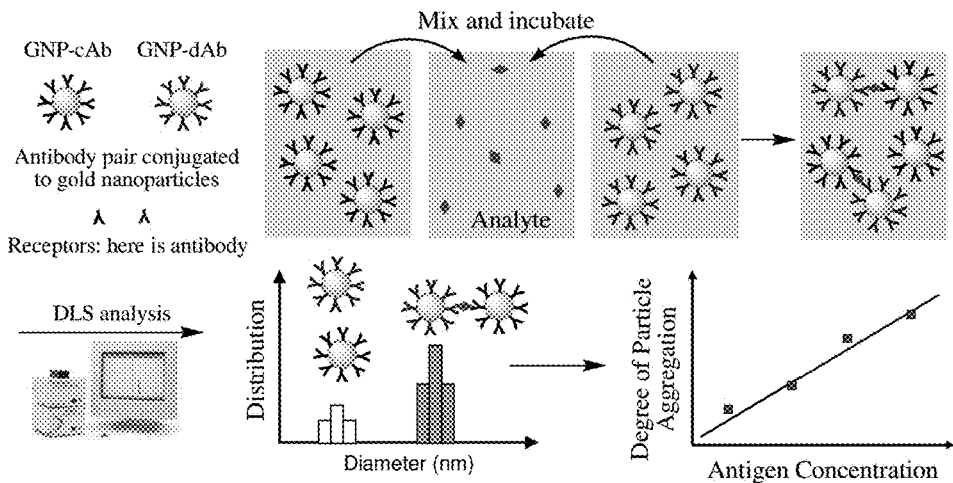 Mix and incubate
GNP-cAb
GNP-dAb
Antibody pair conjugated
to gold nanoparticles
Receptors: here is antibody
Analyte
DLS analysis
Distribution
Diameter (nm)
Degree of Particle
Aggregation
Antigen Concentration